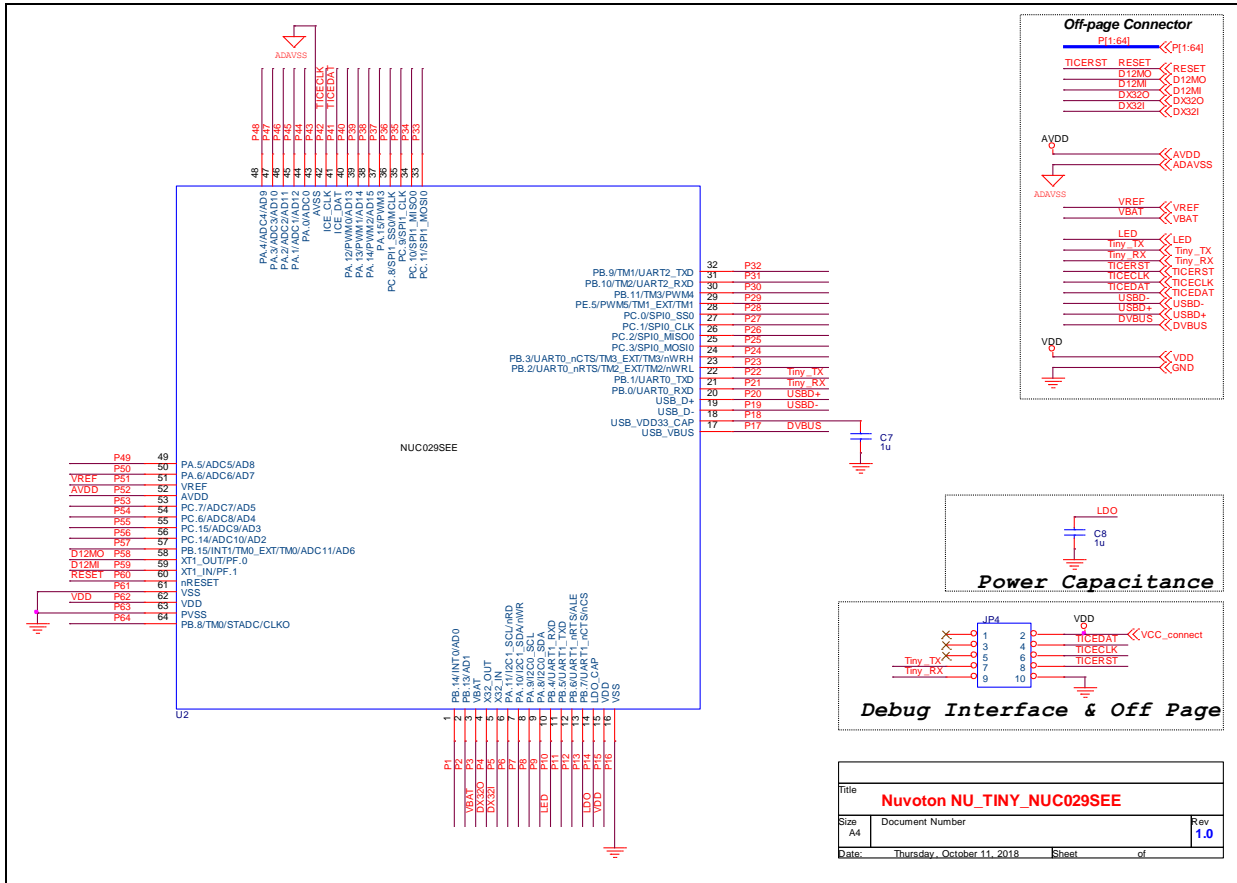 ADAVSS
TICECLK
TICEDAT
P48
P47
P46
P45
P44
P43
P42
P41
P40
P39
P38
P37
P36
P35
P34
P33
48
47
46
45
44
43
42
41
40
39
38
37
36
35
34
33
PA.4/ADC4/AD9
PA.3/ADC3/AD10
PA.2/ADC2/AD11
PA.1/ADC1/AD12
PA.0/ADC0
AVSS
ICE_CLK
ICE_DAT
PA.12/PWM0/AD13
PA.13/PWM1/AD14
PA.14/PWM2/AD15
PA.15/PWM3
PC.8/SPI1_SS0/MCLK
PC.9/SPI1_CLK
PC.10/SPI1_MISO0
PC.11/SPI1_MOSI0
PB.9/TM1/UART2_TXD 32 P32
PB.10/TM2/UART2_RXD 31 P31
PB.11/TM3/PWM4 30 P30
PE.5/PWM5/TM1_EXT/TM1 29 P29
PC.0/SPI0_SS0 28 P28
PC.1/SPI0_CLK 27 P27
PC.2/SPI0_MISO0 26 P26
PC.3/SPI0_MOSI0 25 P25
PB.3/UART0_nCTS/TM3_EXT/TM3/nWRH 24 P24
PB.2/UART0_nRTS/TM2_EXT/TM2/nWRL 23 P23
PB.1/UART0_TXD 22 P22 Tiny_TX
PB.0/UART0_RXD 21 P21 Tiny_RX
USB_D+ 20 P20 USBD+
USB_D- 19 P19 USBD-
USB_VDD33_CAP 18 P18
USB_VBUS 17 P17 DVBUS
C7
1u
NUC029SEE
P49 49 PA.5/ADC5/AD8
P50 50 PA.6/ADC6/AD7
VREF P51 51 VREF
AVDD P52 52 AVDD
P53 53 PC.7/ADC7/AD5
P54 54 PC.6/ADC8/AD4
P55 55 PC.15/ADC9/AD3
P56 56 PC.14/ADC10/AD2
P57 57 PB.15/INT1/TM0_EXT/TM0/ADC11/AD6
D12MO P58 58 XT1_OUT/PF.0
D12MI P59 59 XT1_IN/PF.1
RESET P60 60 nRESET
P61 61 VSS
VDD P62 62 VDD
P63 63 PVSS
P64 64 PB.8/TM0/STADC/CLKO
PB.14/INT0/AD0
PB.13/AD1
VBAT
X32_OUT
X32_IN
PA.11/I2C1_SCL/nRD
PA.10/I2C1_SDA/nWR
PA.9/I2C0_SCL
PA.8/I2C0_SDA
PB.4/UART1_RXD
PB.5/UART1_TXD
PB.6/UART1_nRTS/ALE
PB.7/UART1_nCTS/nCS
LDO_CAP
VDD
VSS
U2
1
2
3
4
5
6
7
8
9
10
11
12
13
14
15
16
P1
P2
P3
P4
P5
P6
P7
P8
P9
P10
P11
P12
P13
P14
P15
P16
VBAT
DX32O
DX32I
LED
LDO
VDD
Off-page Connector
P[1:64] P[1:64]
TICERST RESET RESET
D12MO D12MO
D12MI D12MI
DX32O DX32O
DX32I DX32I
AVDD
AVDD
ADAVSS
ADAVSS
VREF VREF
VBAT VBAT
LED LED
Tiny_TX Tiny_TX
Tiny_RX Tiny_RX
TICERST TICERST
TICECLK TICECLK
TICEDAT TICEDAT
USBD- USBD-
USBD+ USBD+
DVBUS DVBUS
VDD
VDD
GND
LDO
C8
1u
Power Capacitance
JP4
VDD
1 2 VCC_connect
3 4 TICEDAT
5 6 TICECLK
Tiny_TX 7 8 TICERST
Tiny_RX 9 10
Debug Interface & Off Page
Title
Nuvoton NU_TINY_NUC029SEE
Size Document Number Rev
A4 1.0
Date: Thursday, October 11, 2018 Sheet of